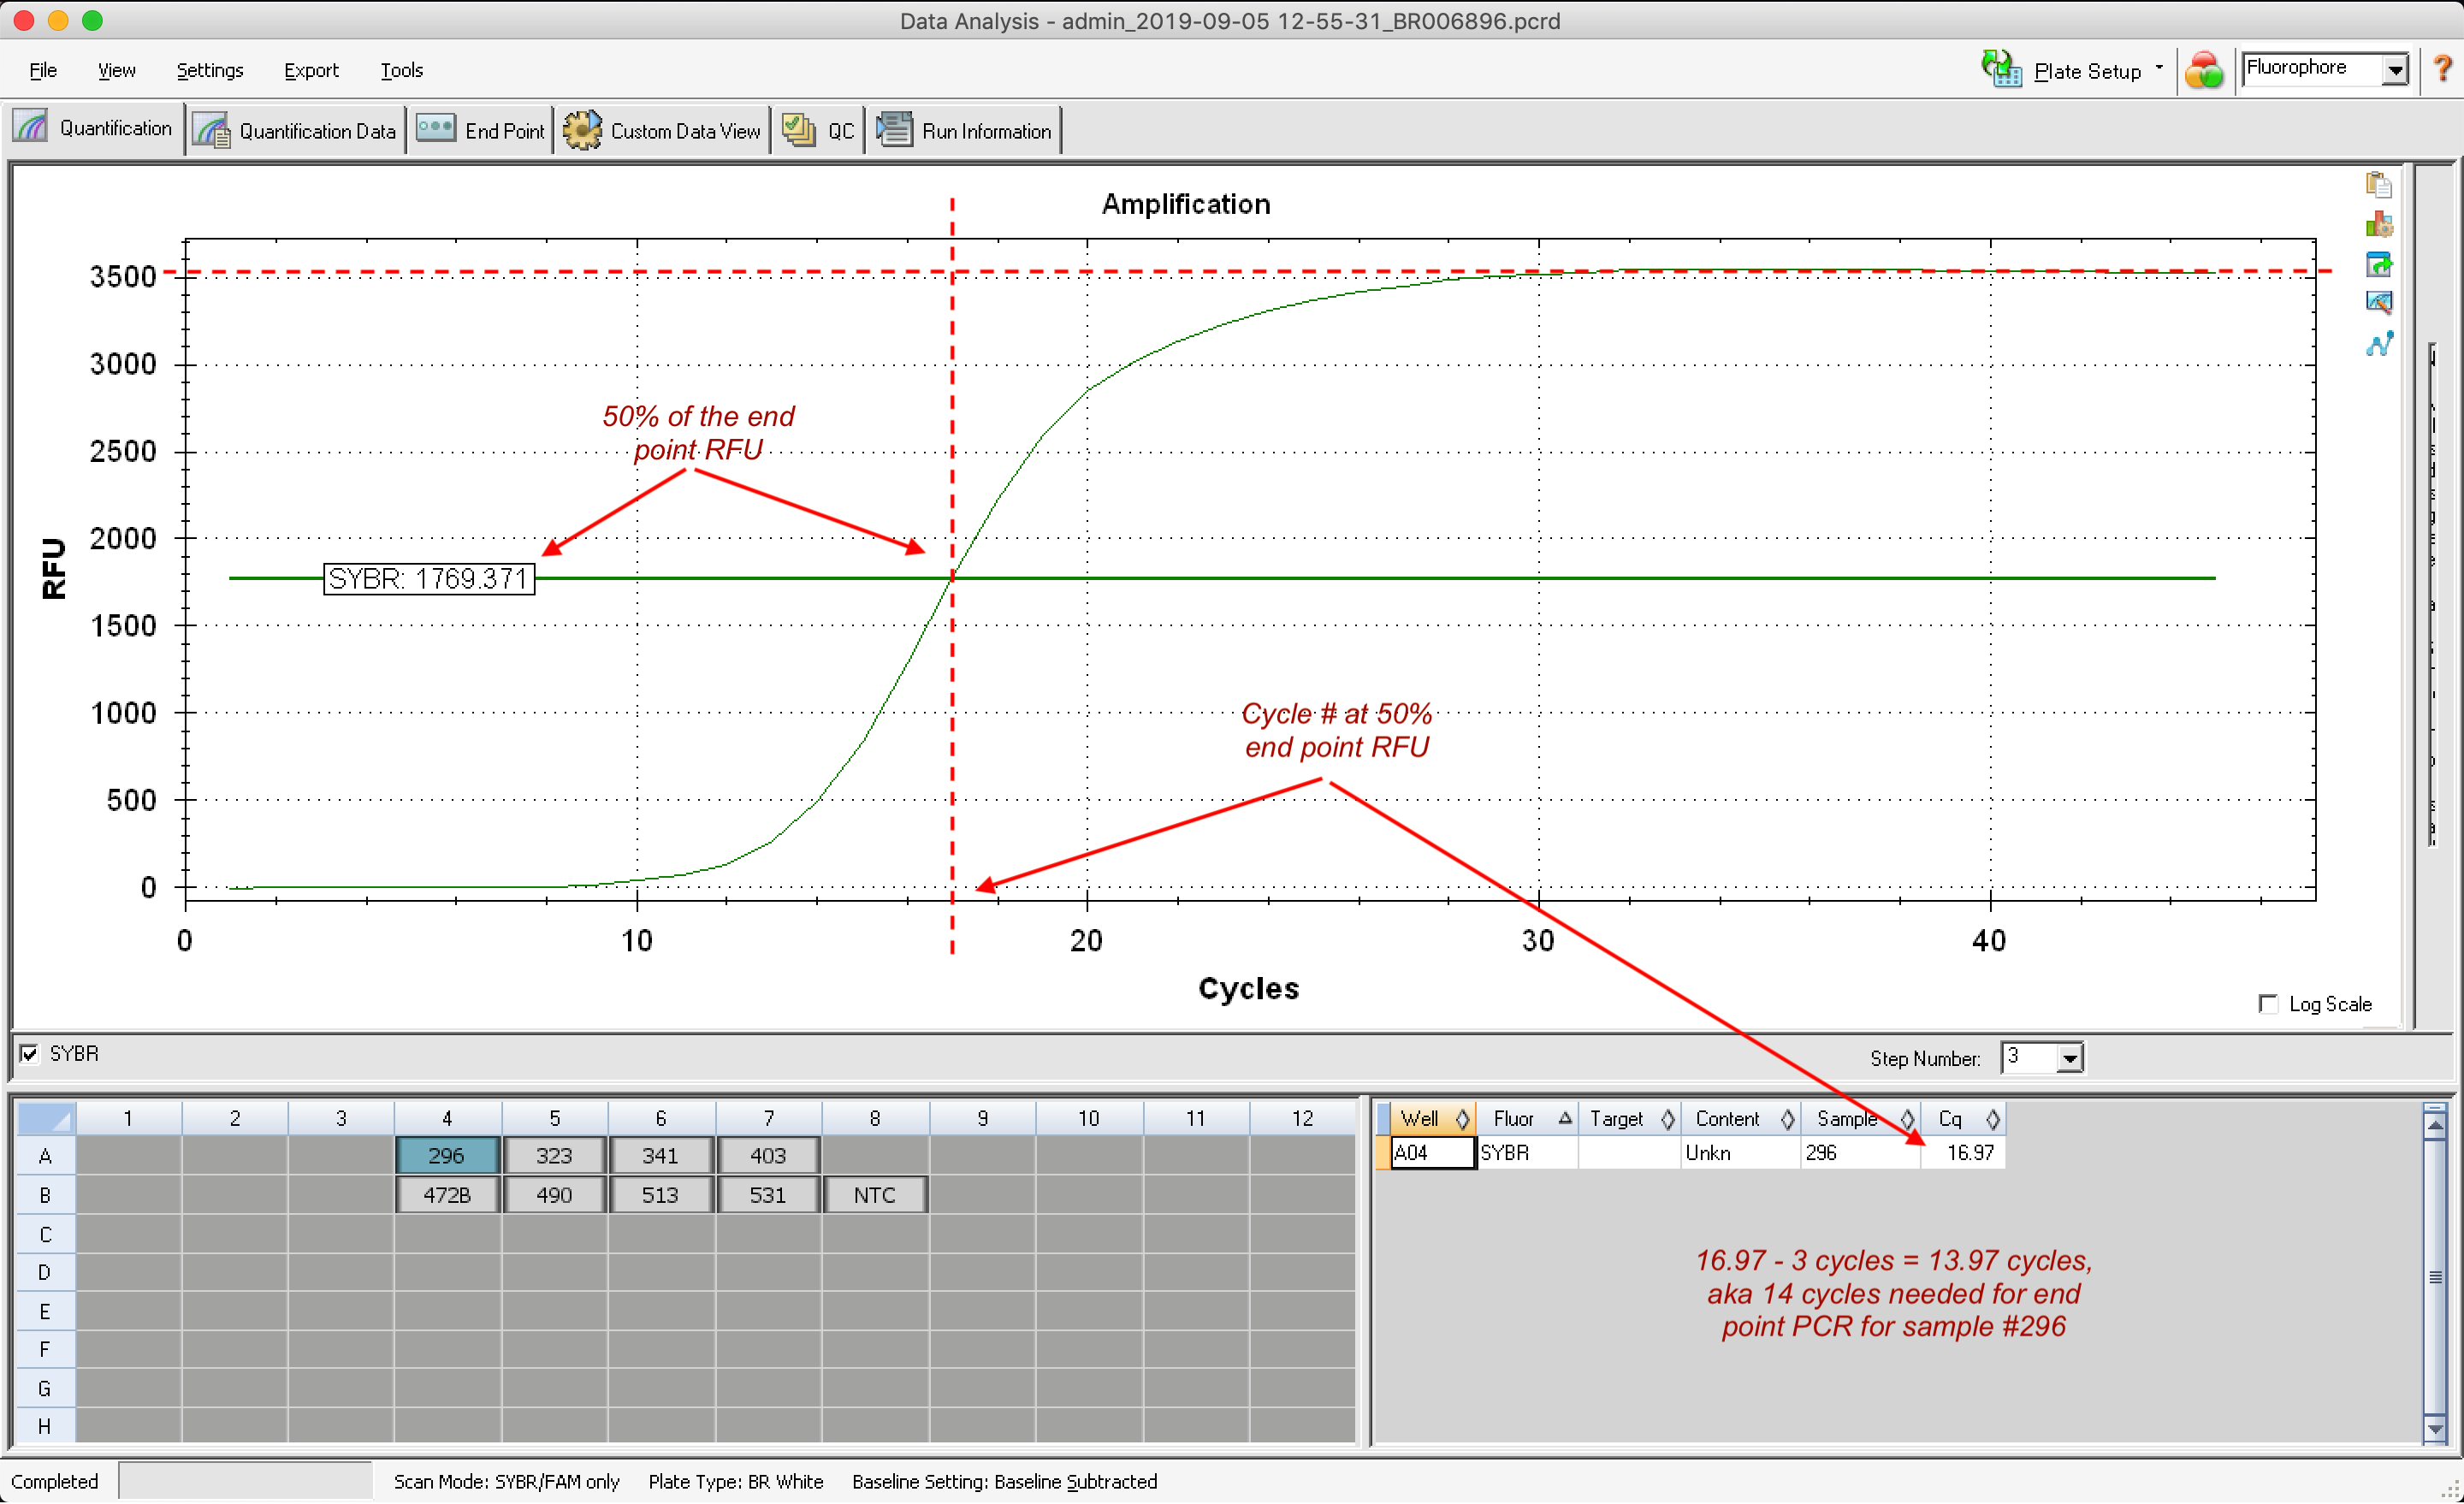 Data Analysis - admin_2019-09-05 12-55-31_BR006896.pcrd
File View Settings Export Tools
Plate Setup
Fluorophore
?
Quantification
Quantification Data
End Point
Custom Data View
QC
Run Information
Amplification
3500
3000
2500
2000
1500
1000
500
0
RFU
50% of the end
point RFU
SYBR: 1769.371
Cycle # at 50%
end point RFU
0 10 20 30 40
Cycles
Log Scale
SYBR
Step Number: 3
1 2 3 4 5 6 7 8 9 10 11 12
A 296 323 341 403
B 472B 490 513 531 NTC
C
D
E
F
G
H
Well Fluor Target Content Sample Cq
A04 SYBR Unkn 296 16.97
16.97 - 3 cycles = 13.97 cycles,
aka 14 cycles needed for end
point PCR for sample #296
Completed
Scan Mode: SYBR/FAM only Plate Type: BR White Baseline Setting: Baseline Subtracted